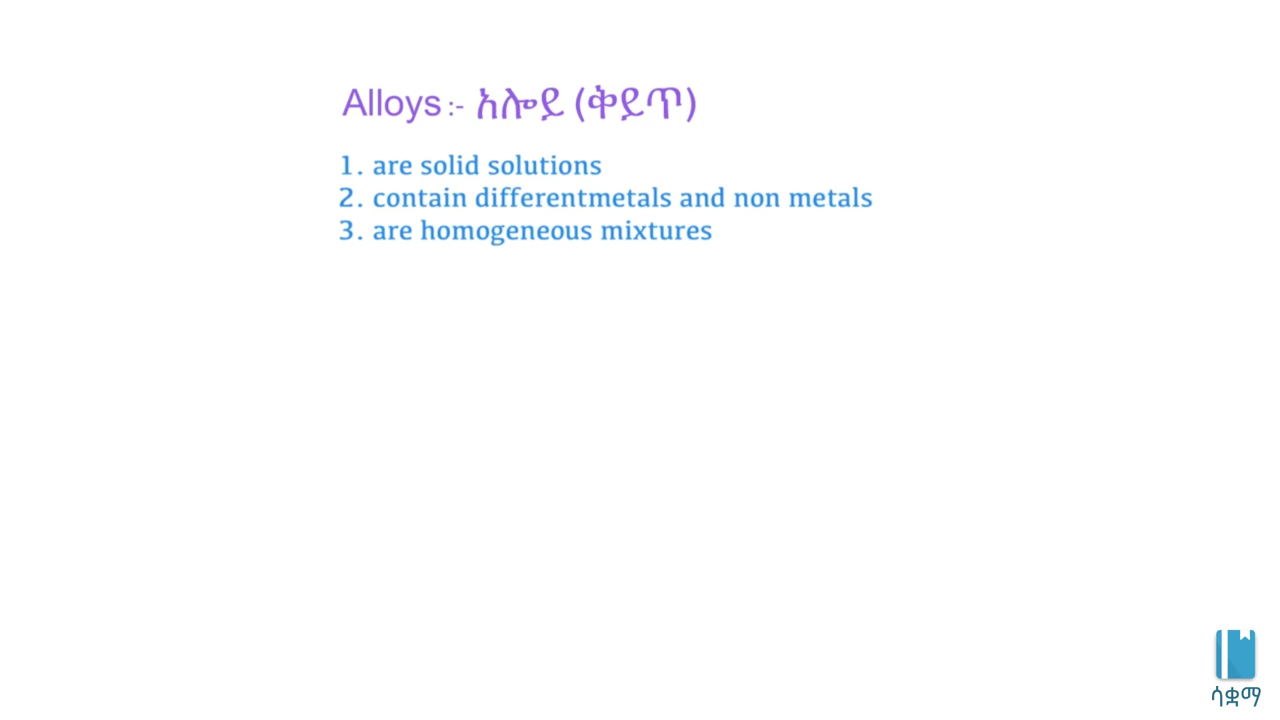 Alloys :- አሎይ (ቅይጥ)
1. are solid solutions
2. contain differentmetals and non metals
3. are homogeneous mixtures
ሳቋማ